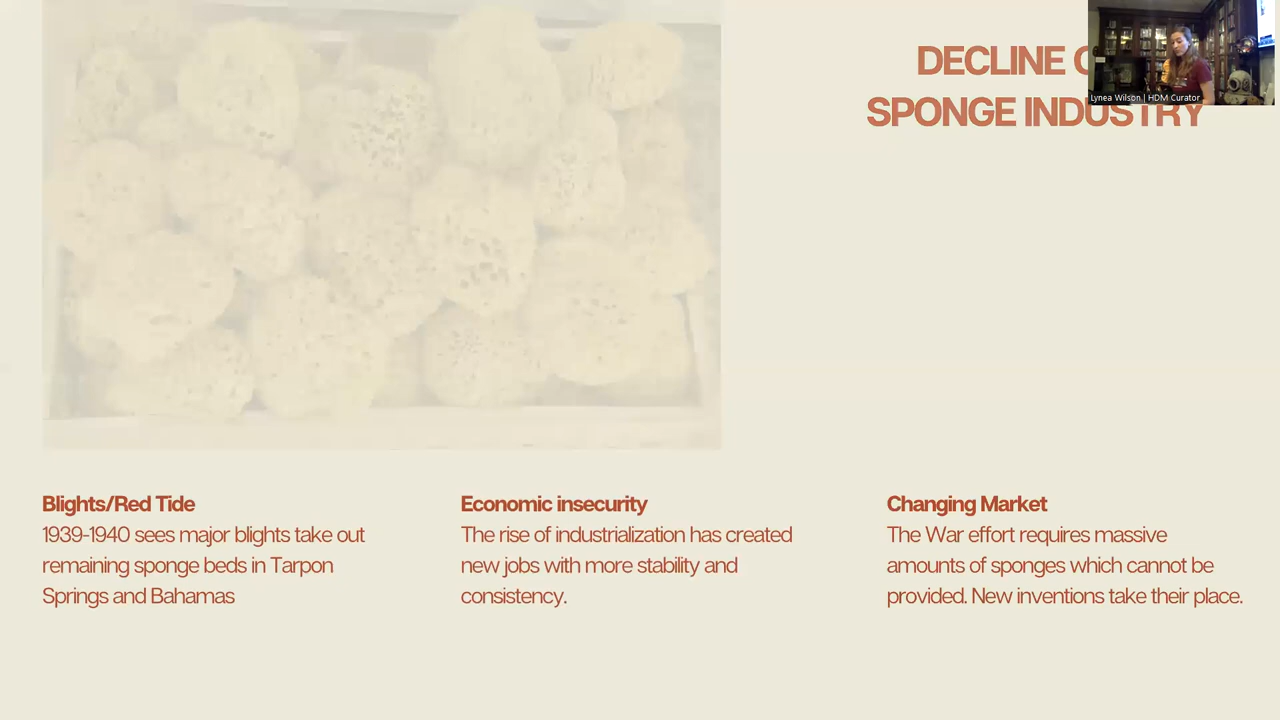 DECLINE
SPONGE INDUSTRY
Lynea Wilson | HDM Curator
Blights/Red Tide
1939-1940 sees major blights take out
remaining sponge beds in Tarpon
Springs and Bahamas
Economic insecurity
The rise of industrialization has created
new jobs with more stability and
consistency.
Changing Market
The War effort requires massive
amounts of sponges which cannot be
provided. New inventions take their place.